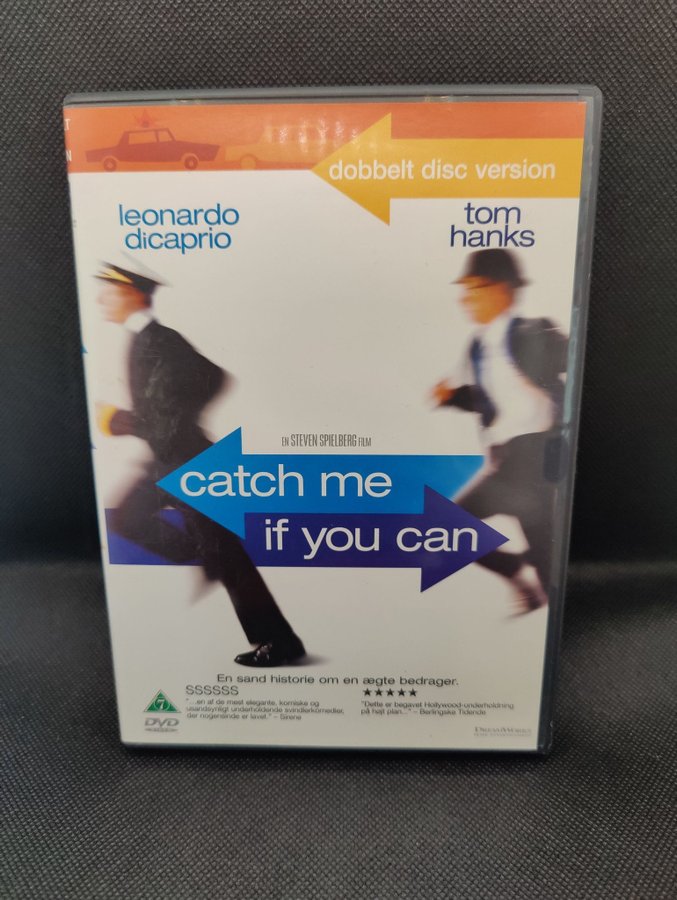 T
N
dobbelt disc version
leonardo
dicaprio
tom
hanks
EN STEVEN SPIELBERG FILM
catch me
if you can
En sand historie om en ægte bedrager.
SSSSSS
"...en af de mest elegante, komiske og
usandsynligt underholdende svindlerkomedier,
der nogensinde er lavet." – Sirene
★★★★★
"Dette er begavet Hollywood-underholdning
på højt plan..." – Berlingske Tidende
7
DVD
DREAMWORKS